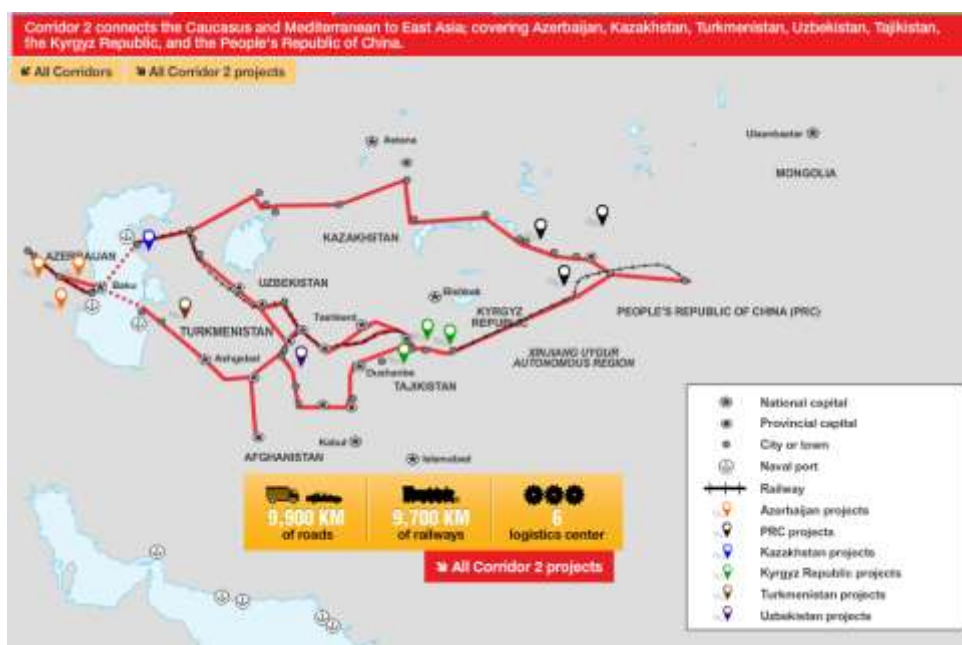 Corridor 2 connects the Caucasus and Mediterranean to East Asia; covering Azerbaijan, Kazakhstan, Turkmenistan, Uzbekistan, Tajikistan,
the Kyrgyz Republic, and the People's Republic of China.
All Corridors
All Corridor 2 projects
Ulaanbaatar
Astana
MONGOLIA
KAZAKHSTAN
AZERBAIJAN
Baku
UZBEKISTAN
Bishkek
KYRGYZ
REPUBLIC
PEOPLE'S REPUBLIC OF CHINA (PRC)
Tashkent
TURKMENISTAN
XINJIANG UYGUR
AUTONOMOUS REGION
Ashgabat
Dushanbe
TAJIKISTAN
Kabul
AFGHANISTAN
Islamabad
9,900 KM
of roads
9,700 KM
of railways
6
logistics center
All Corridor 2 projects
National capital
Provincial capital
City or town
Naval port
Railway
Azerbaijan projects
PRC projects
Kazakhstan projects
Kyrgyz Republic projects
Turkmenistan projects
Uzbekistan projects